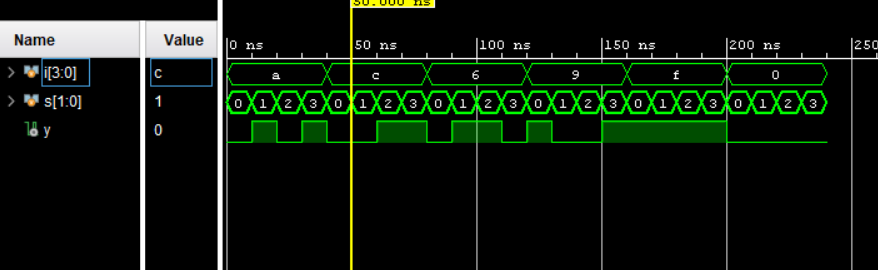 50.000 ns
Name Value 0 ns 50 ns 100 ns 150 ns 200 ns 250
i[3:0] c a c 6 9 f 0
s[1:0] 1 0 1 2 3 0 1 2 3 0 1 2 3 0 1 2 3 0 1 2 3 0 1 2 3
y 0